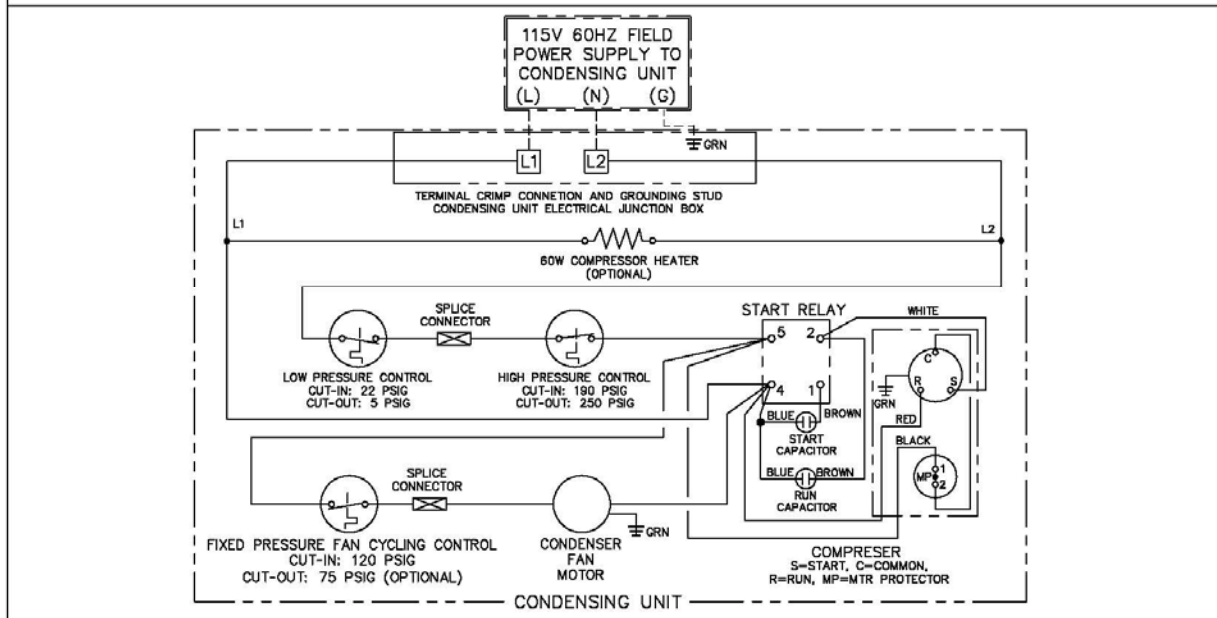 115V 60HZ FIELD
POWER SUPPLY TO
CONDENSING UNIT
(L) (N) (G)
GRN
L1 L2
TERMINAL CRIMP CONNETION AND GROUNDING STUD
CONDENSING UNIT ELECTRICAL JUNCTION BOX
L1
L2
60W COMPRESSOR HEATER
(OPTIONAL)
SPLICE
CONNECTOR
LOW PRESSURE CONTROL
CUT-IN: 22 PSIG
CUT-OUT: 5 PSIG
HIGH PRESSURE CONTROL
CUT-IN: 190 PSIG
CUT-OUT: 250 PSIG
START RELAY
5 2
4 1
WHITE
BLUE BROWN
START
CAPACITOR
BLUE BROWN
RUN
CAPACITOR
C
R S
GRN
RED
BLACK
1
MP
2
SPLICE
CONNECTOR
FIXED PRESSURE FAN CYCLING CONTROL
CUT-IN: 120 PSIG
CUT-OUT: 75 PSIG (OPTIONAL)
GRN
CONDENSER
FAN
MOTOR
COMPRESER
S=START, C=COMMON,
R=RUN, MP=MTR PROTECTOR
CONDENSING UNIT